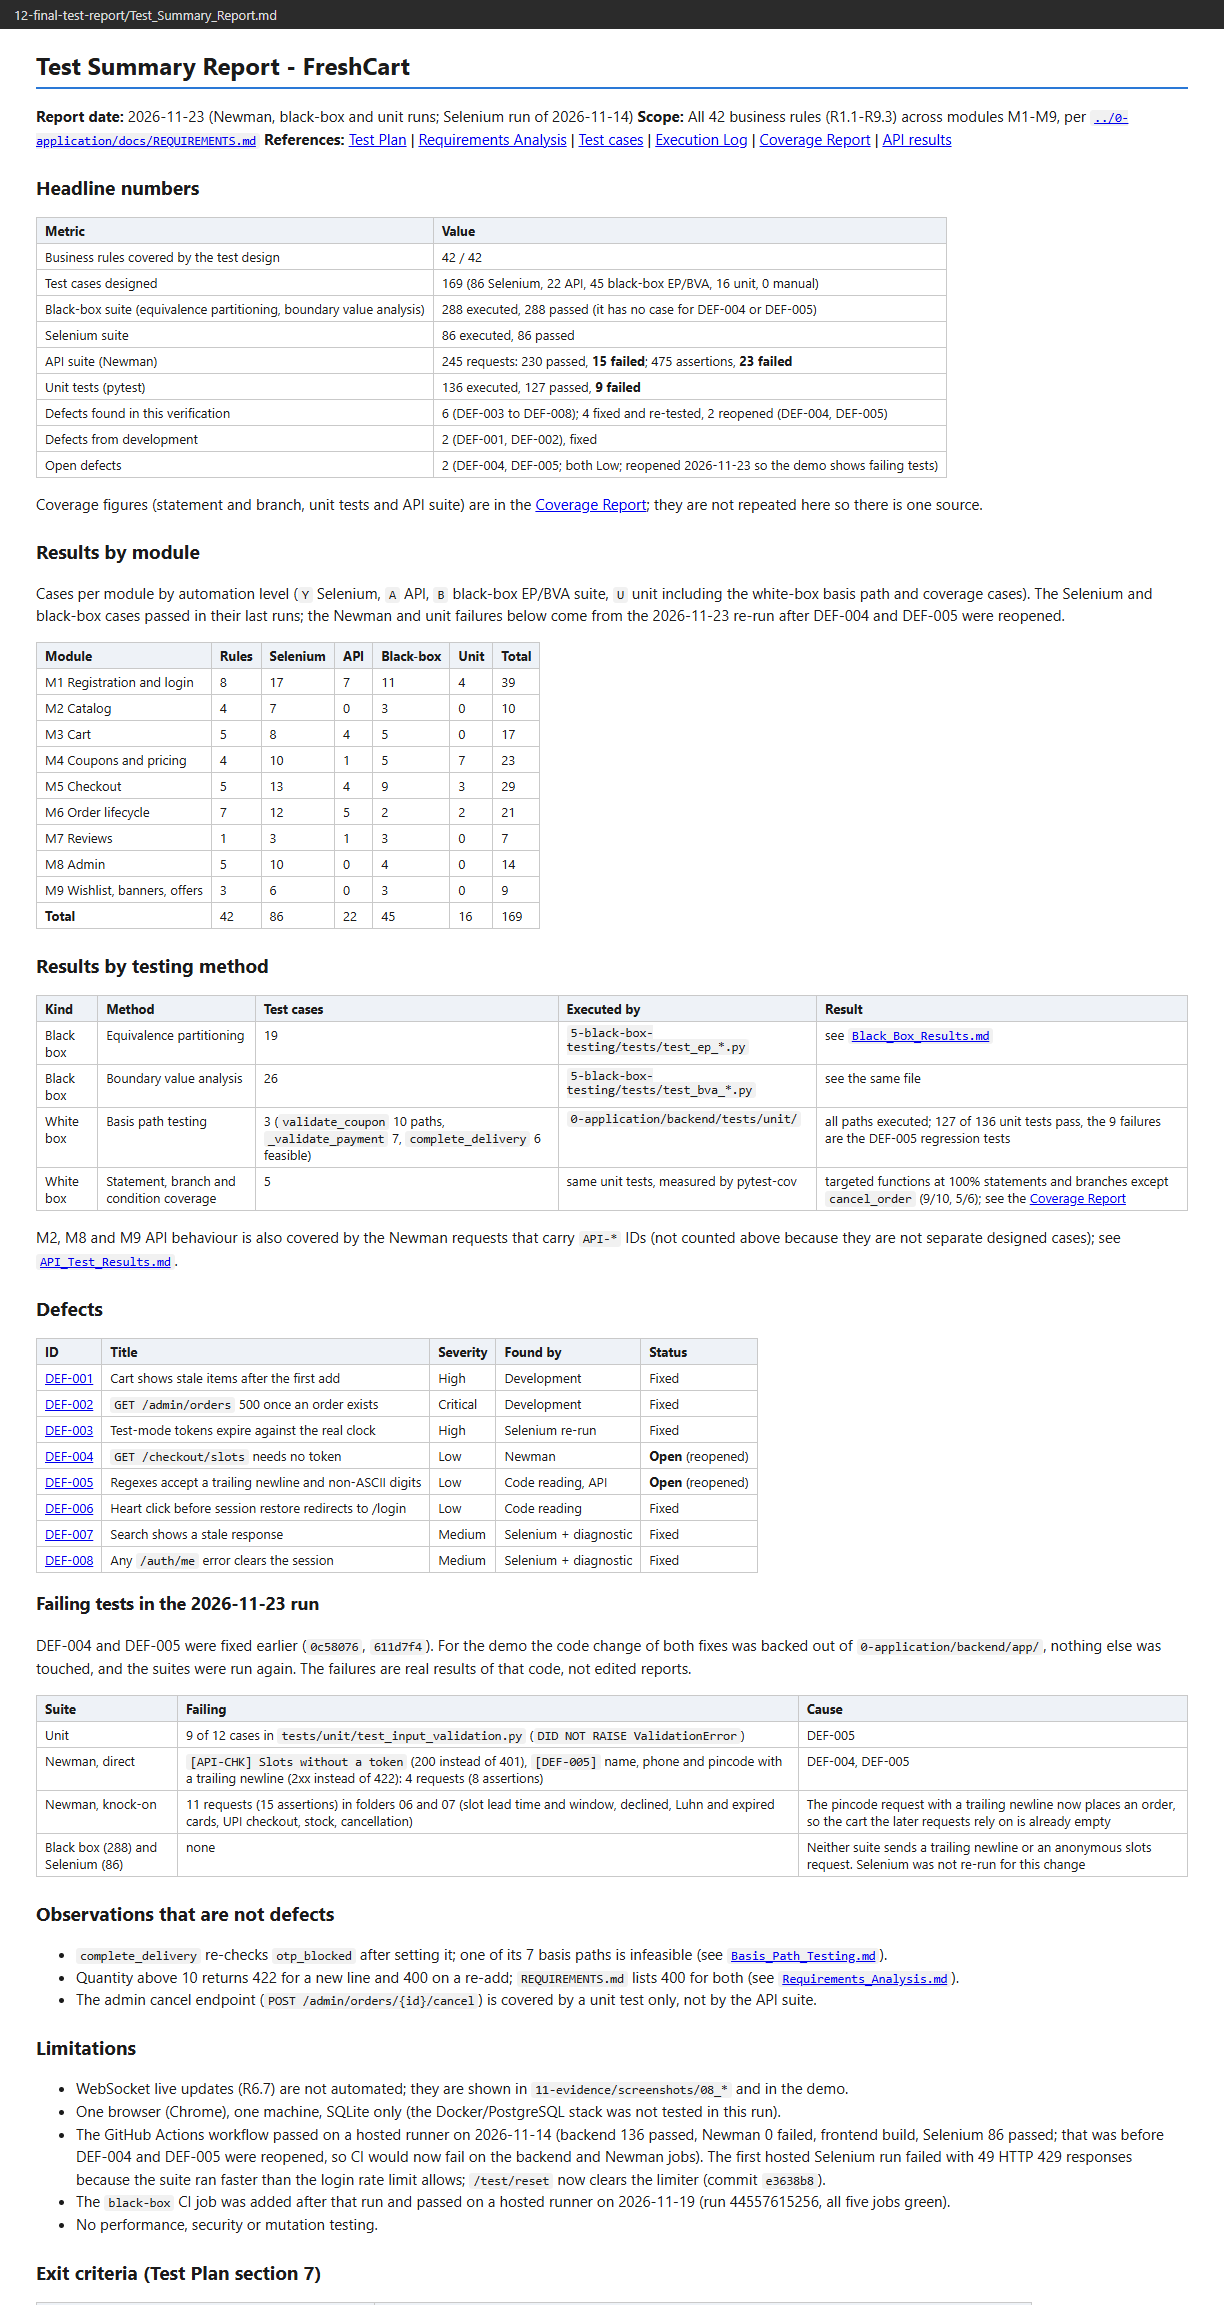 12-final-test-report/Test_Summary_Report.md
Test Summary Report - FreshCart
Report date: 2026-11-23 (Newman, black-box and unit runs; Selenium run of 2026-11-14) Scope: All 42 business rules (R1.1-R9.3) across modules M1-M9, per ../0-
application/docs/REQUIREMENTS.md References: Test Plan | Requirements Analysis | Test cases | Execution Log | Coverage Report | API results
Headline numbers
Metric Value
Business rules covered by the test design 42 / 42
Test cases designed 169 (86 Selenium, 22 API, 45 black-box EP/BVA, 16 unit, 0 manual)
Black-box suite (equivalence partitioning, boundary value analysis) 288 executed, 288 passed (it has no case for DEF-004 or DEF-005)
Selenium suite 86 executed, 86 passed
API suite (Newman) 245 requests: 230 passed, 15 failed; 475 assertions, 23 failed
Unit tests (pytest) 136 executed, 127 passed, 9 failed
Defects found in this verification 6 (DEF-003 to DEF-008); 4 fixed and re-tested, 2 reopened (DEF-004, DEF-005)
Defects from development 2 (DEF-001, DEF-002), fixed
Open defects 2 (DEF-004, DEF-005; both Low; reopened 2026-11-23 so the demo shows failing tests)
Coverage figures (statement and branch, unit tests and API suite) are in the Coverage Report; they are not repeated here so there is one source.
Results by module
Cases per module by automation level ( Y Selenium, A API, B black-box EP/BVA suite, U unit including the white-box basis path and coverage cases). The Selenium and
black-box cases passed in their last runs; the Newman and unit failures below come from the 2026-11-23 re-run after DEF-004 and DEF-005 were reopened.
Module Rules Selenium API Black-box Unit Total
M1 Registration and login 8 17 7 11 4 39
M2 Catalog 4 7 0 3 0 10
M3 Cart 5 8 4 5 0 17
M4 Coupons and pricing 4 10 1 5 7 23
M5 Checkout 5 13 4 9 3 29
M6 Order lifecycle 7 12 5 2 2 21
M7 Reviews 1 3 1 3 0 7
M8 Admin 5 10 0 4 0 14
M9 Wishlist, banners, offers 3 6 0 3 0 9
Total 42 86 22 45 16 169
Results by testing method
Kind Method Test cases Executed by Result
Black box Equivalence partitioning 19 5-black-box-testing/tests/test_ep_*.py see Black_Box_Results.md
Black box Boundary value analysis 26 5-black-box-testing/tests/test_bva_*.py see the same file
White box Basis path testing 3 ( validate_coupon 10 paths, _validate_payment 7, complete_delivery 6 feasible) 0-application/backend/tests/unit/ all paths executed; 127 of 136 unit tests pass, the 9 failures are the DEF-005 regression tests
White box Statement, branch and condition coverage 5 same unit tests, measured by pytest-cov targeted functions at 100% statements and branches except cancel_order (9/10, 5/6); see the Coverage Report
M2, M8 and M9 API behaviour is also covered by the Newman requests that carry API-* IDs (not counted above because they are not separate designed cases); see
API_Test_Results.md .
Defects
ID Title Severity Found by Status
DEF-001 Cart shows stale items after the first add High Development Fixed
DEF-002 GET /admin/orders 500 once an order exists Critical Development Fixed
DEF-003 Test-mode tokens expire against the real clock High Selenium re-run Fixed
DEF-004 GET /checkout/slots needs no token Low Newman Open (reopened)
DEF-005 Regexes accept a trailing newline and non-ASCII digits Low Code reading, API Open (reopened)
DEF-006 Heart click before session restore redirects to /login Low Code reading Fixed
DEF-007 Search shows a stale response Medium Selenium + diagnostic Fixed
DEF-008 Any /auth/me error clears the session Medium Selenium + diagnostic Fixed
Failing tests in the 2026-11-23 run
DEF-004 and DEF-005 were fixed earlier ( 0c58076 , 611d7f4 ). For the demo the code change of both fixes was backed out of 0-application/backend/app/ , nothing else was
touched, and the suites were run again. The failures are real results of that code, not edited reports.
Suite Failing Cause
Unit 9 of 12 cases in tests/unit/test_input_validation.py ( DID NOT RAISE ValidationError ) DEF-005
Newman, direct [API-CHK] Slots without a token (200 instead of 401), [DEF-005] name, phone and pincode with a trailing newline (2xx instead of 422): 4 requests (8 assertions) DEF-004, DEF-005
Newman, knock-on 11 requests (15 assertions) in folders 06 and 07 (slot lead time and window, declined, Luhn and expired cards, UPI checkout, stock, cancellation) The pincode request with a trailing newline now places an order, so the cart the later requests rely on is already empty
Black box (288) and Selenium (86) none Neither suite sends a trailing newline or an anonymous slots request. Selenium was not re-run for this change
Observations that are not defects
• complete_delivery re-checks otp_blocked after setting it; one of its 7 basis paths is infeasible (see Basis_Path_Testing.md ).
• Quantity above 10 returns 422 for a new line and 400 on a re-add; REQUIREMENTS.md lists 400 for both (see Requirements_Analysis.md ).
• The admin cancel endpoint ( POST /admin/orders/{id}/cancel ) is covered by a unit test only, not by the API suite.
Limitations
• WebSocket live updates (R6.7) are not automated; they are shown in 11-evidence/screenshots/08_* and in the demo.
• One browser (Chrome), one machine, SQLite only (the Docker/PostgreSQL stack was not tested in this run).
• The GitHub Actions workflow passed on a hosted runner on 2026-11-14 (backend 136 passed, Newman 0 failed, frontend build, Selenium 86 passed; that was before
DEF-004 and DEF-005 were reopened, so CI would now fail on the backend and Newman jobs). The first hosted Selenium run failed with 49 HTTP 429 responses
because the suite ran faster than the login rate limit allows; /test/reset now clears the limiter (commit e3638b8 ).
• The black-box CI job was added after that run and passed on a hosted runner on 2026-11-19 (run 44557615256, all five jobs green).
• No performance, security or mutation testing.
Exit criteria (Test Plan section 7)